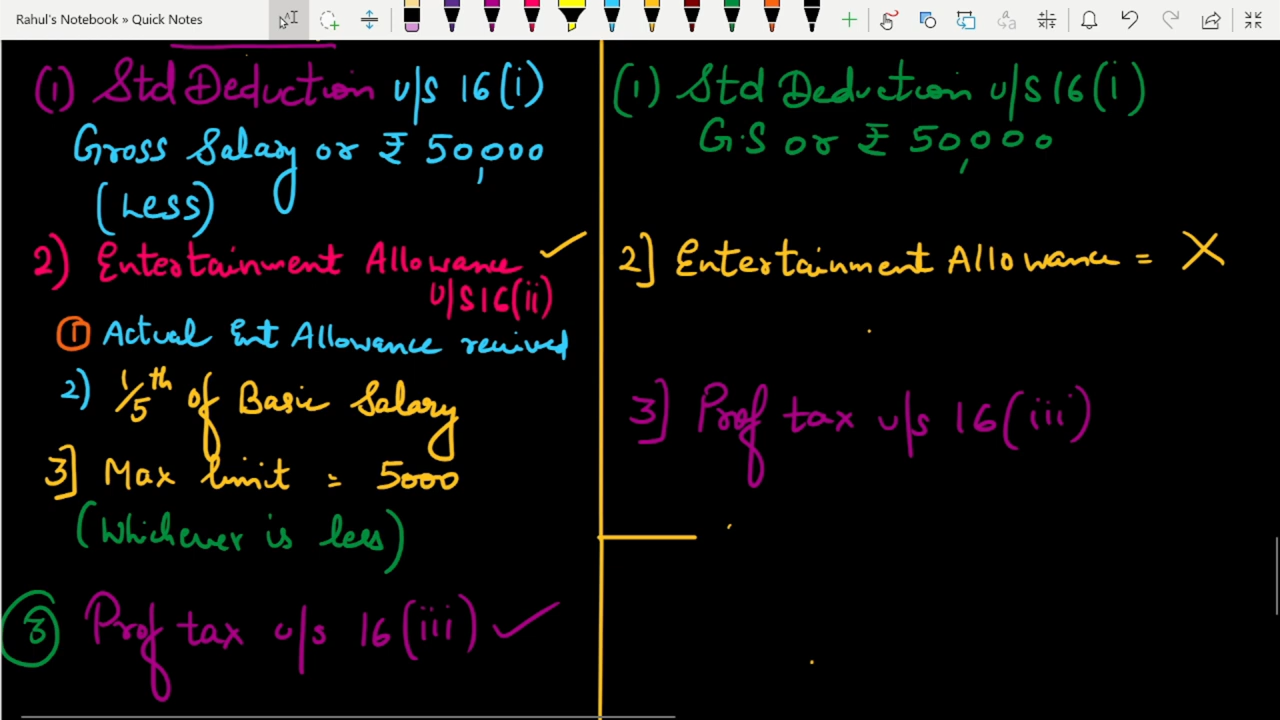 Rahul's Notebook » Quick Notes
(1) Std Deduction u/s 16(i)
Gross Salary or ₹ 50,000
(Less)
2) Entertainment Allowance
U/S16(ii)
① Actual Ent Allowance received
2) 1/5th of Basic Salary
3] Max limit = 5000
(Whichever is less)
③ Prof tax u/s 16(iii)
(1) Std Deduction u/s16(i)
G.S or ₹ 50,000
2] Entertainment Allowance = X
3] Prof tax u/s 16(iii)